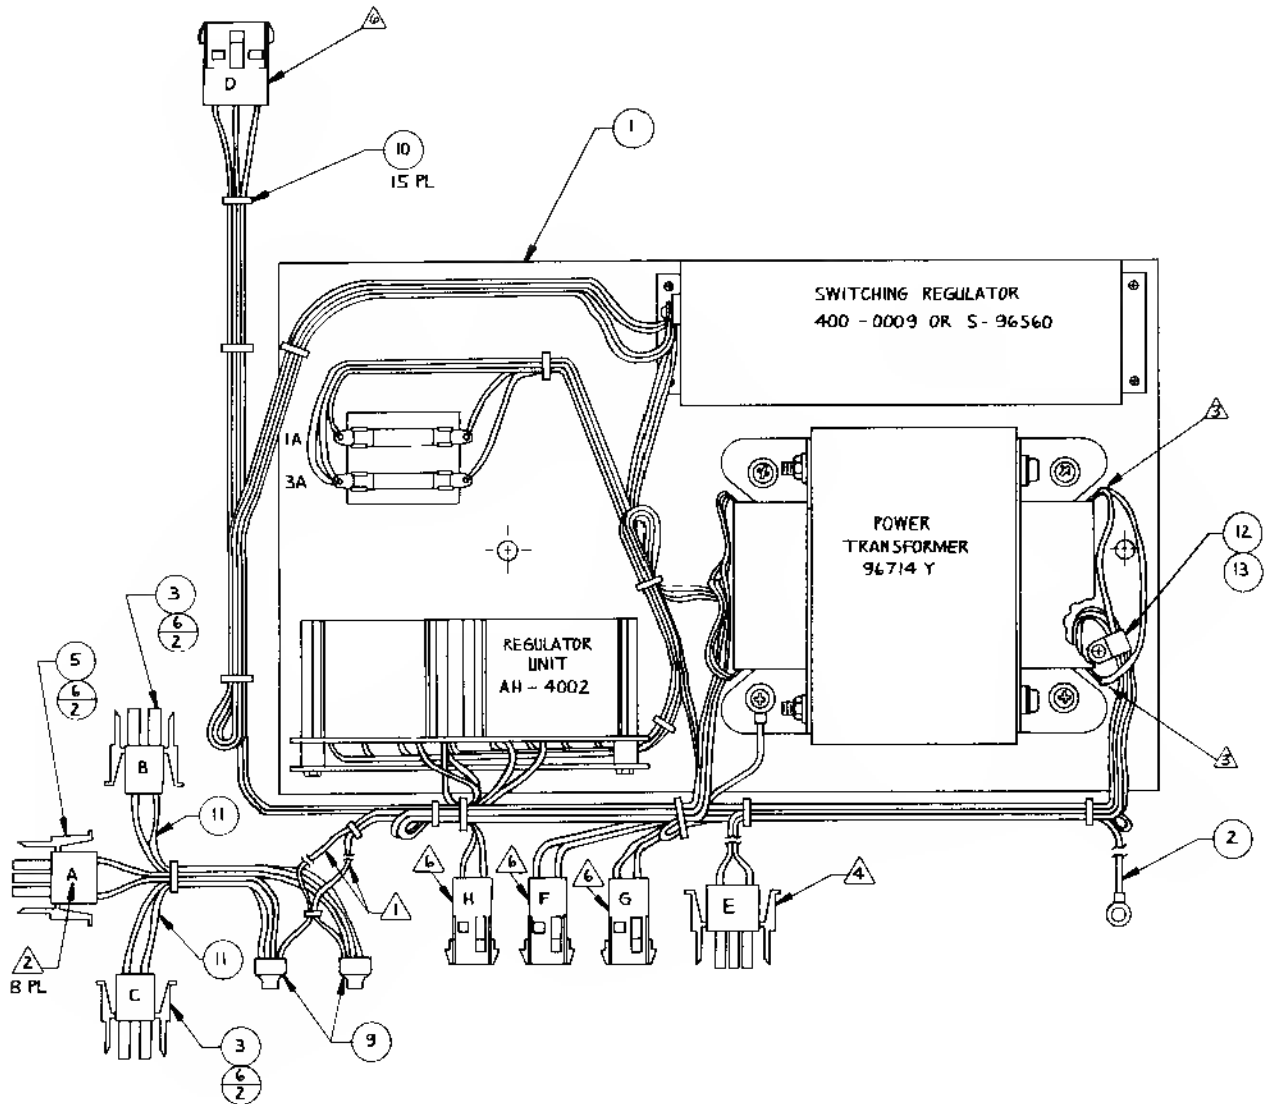 6
D
1
10
15 PL
SWITCHING REGULATOR
400-0009 OR S-96560
1A
3A
3
POWER
TRANSFORMER
96714 Y
12
13
3
6
2
5
6
2
REGULATOR
UNIT
AH-4002
B
3
11
2
A
6
H
6
F
6
G
E
4
1
2
8 PL
11
C
9
3
6
2